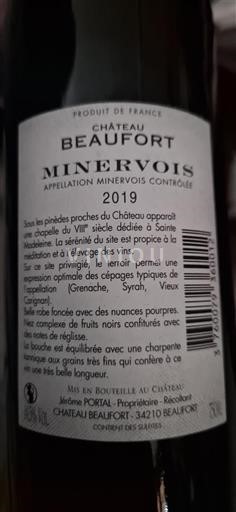 PRODUIT DE FRANCE
CHÂTEAU
BEAUFORT
MINERVOIS
APPELLATION MINERVOIS CONTRÔLÉE
2019
Sous les pinèdes proches du Château apparaît
une chapelle du VIIIᵉ siècle dédiée à Sainte
Madeleine. La sérénité du site est propice à la
méditation et à l'élevage des vins.
Sur ce site privilégié, le terroir permet une
expression optimale des cépages typiques de
l'appellation (Grenache, Syrah, Vieux
Carignan).
Belle robe foncée avec des nuances pourpres.
Nez complexe de fruits noirs confiturés avec
des notes de réglisse.
La bouche est équilibrée avec une charpente
tannique aux grains très fins qui confère à ce
vin une très belle longueur.
MIS EN BOUTEILLE AU CHÂTEAU
Jérôme PORTAL - Propriétaire - Récoltant
CHATEAU BEAUFORT - 34210 BEAUFORT
CONTIENT DES SULFITES